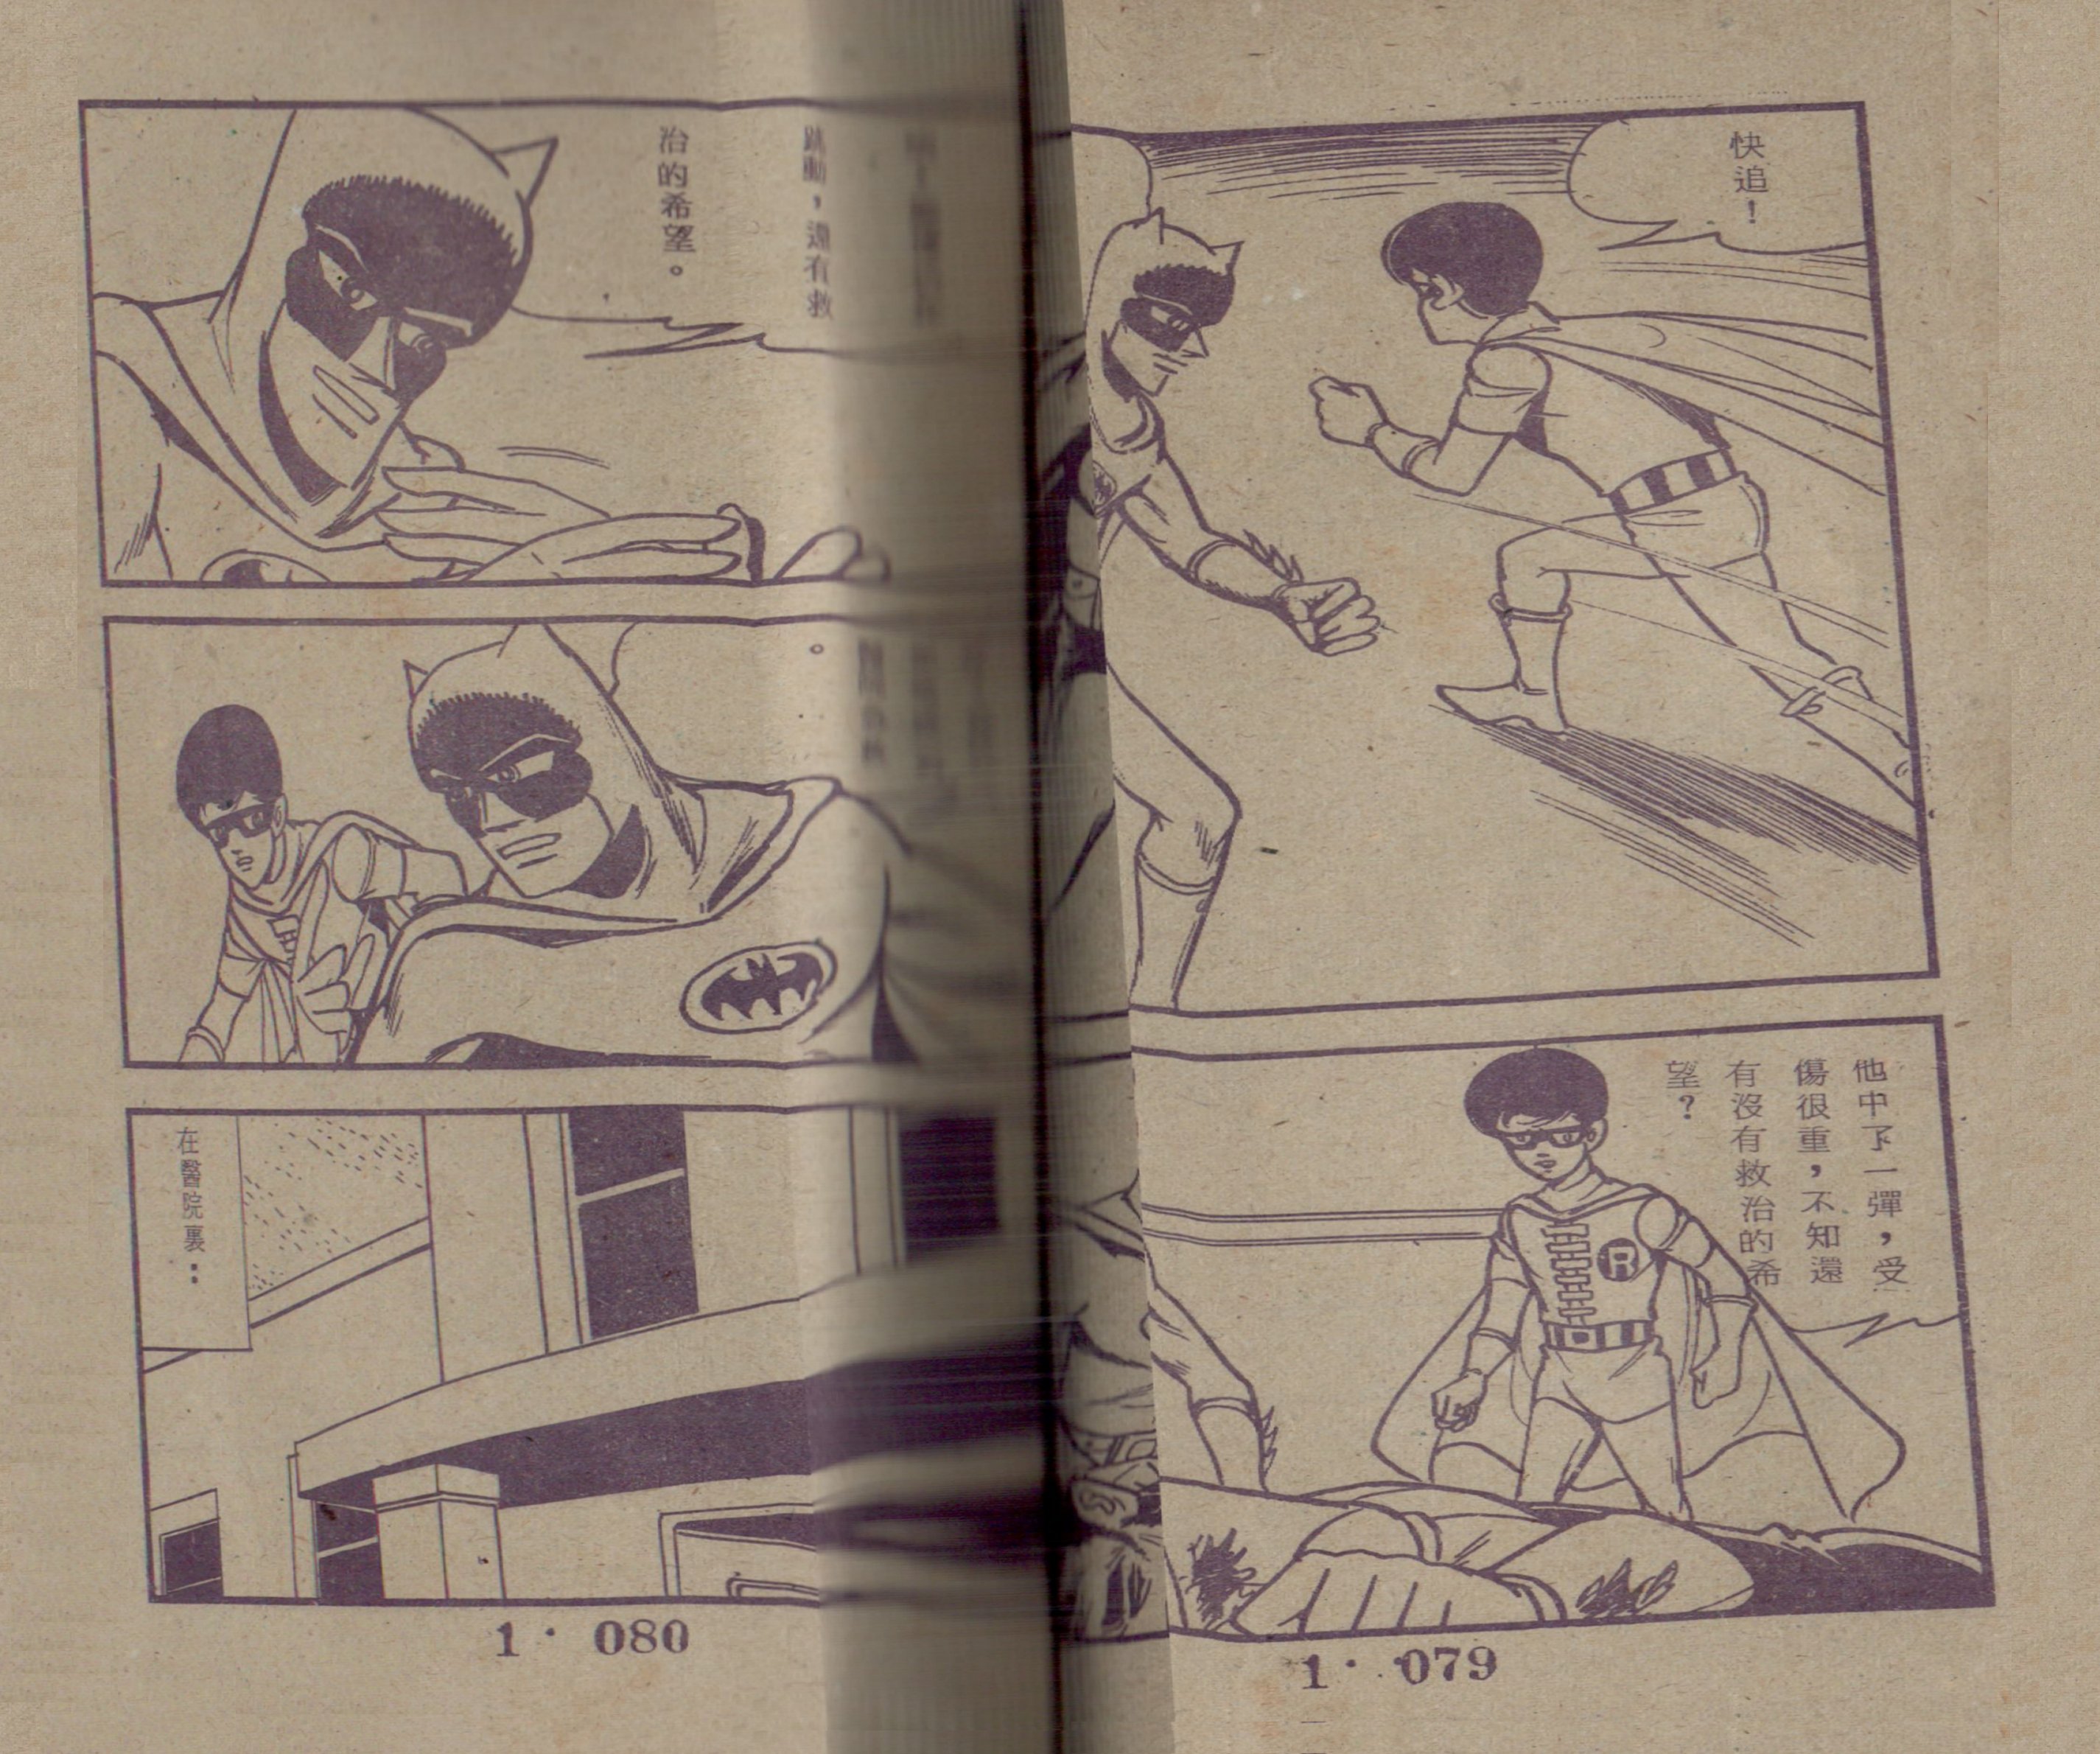 快追！
他中了一彈，受
傷很重，不知還
有沒有救治的希
望？
R
1·079
跳動，還有救
治的希望。
。
在醫院裏：
1·080